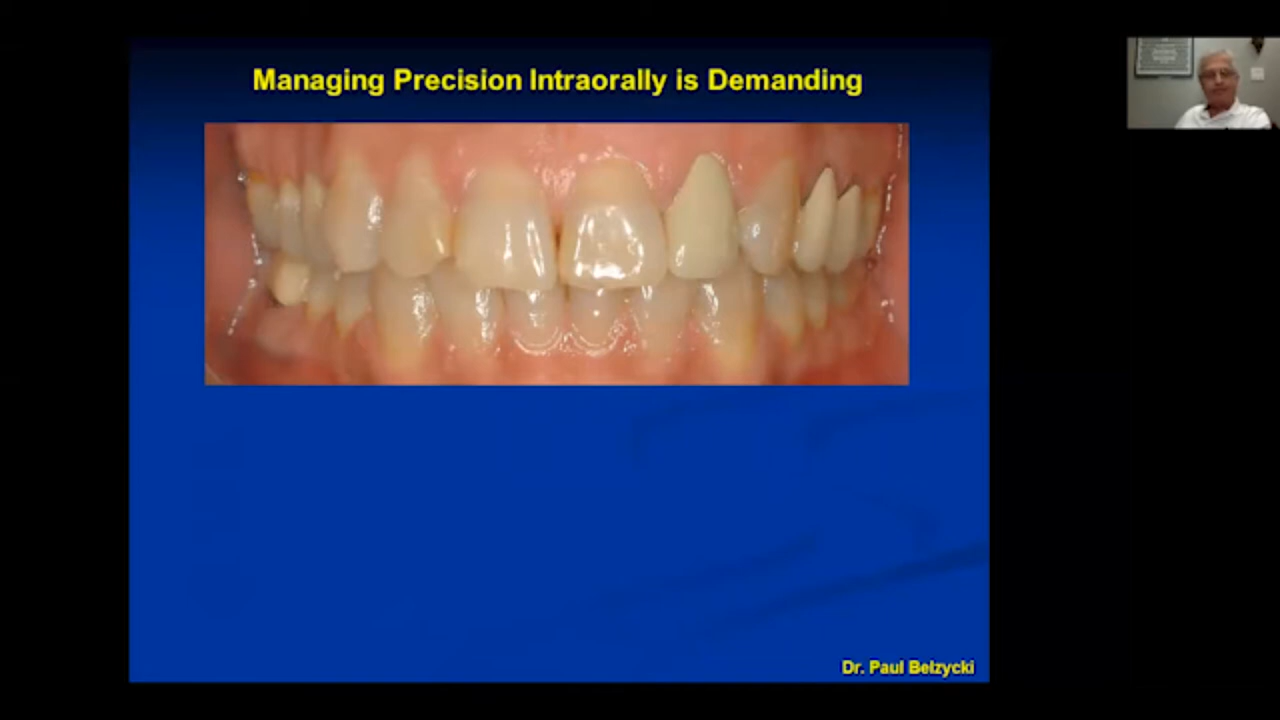 Managing Precision Intraorally is Demanding
Dr. Paul Belzycki